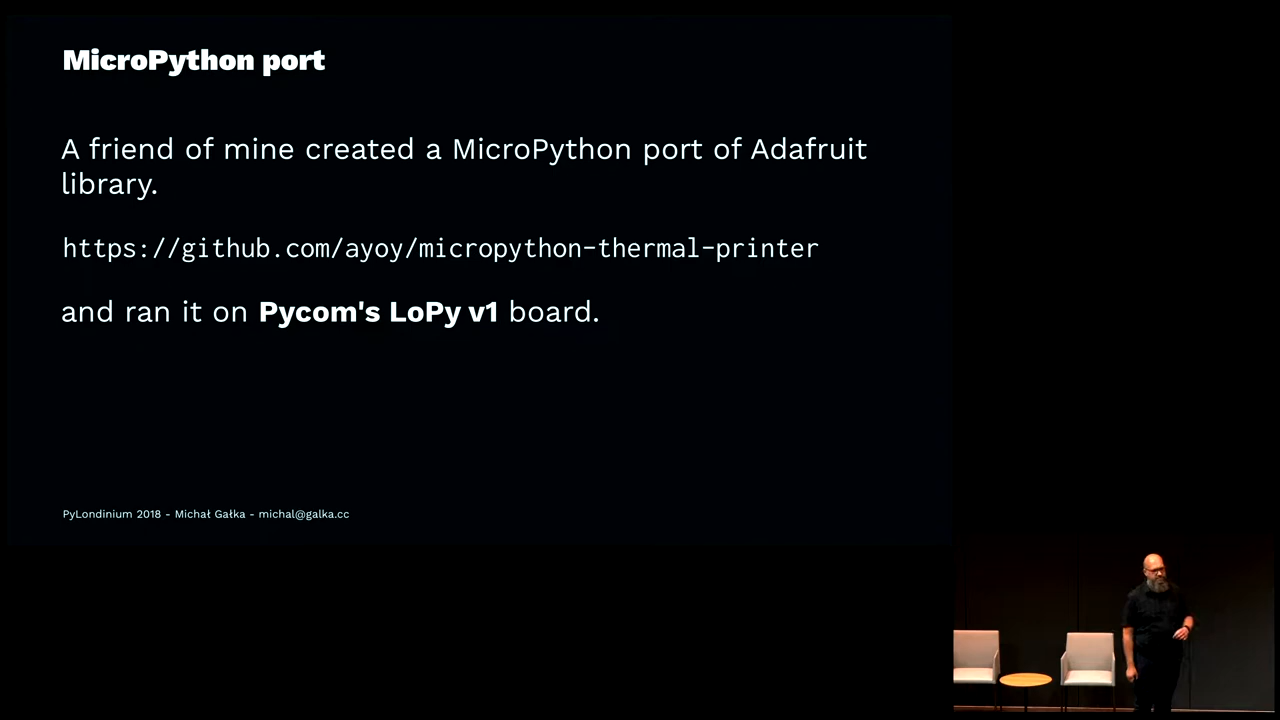 MicroPython port
A friend of mine created a MicroPython port of Adafruit
library.
https://github.com/ayoy/micropython-thermal-printer
and ran it on Pycom's LoPy v1 board.
PyLondinium 2018 - Michał Gałka - michal@galka.cc